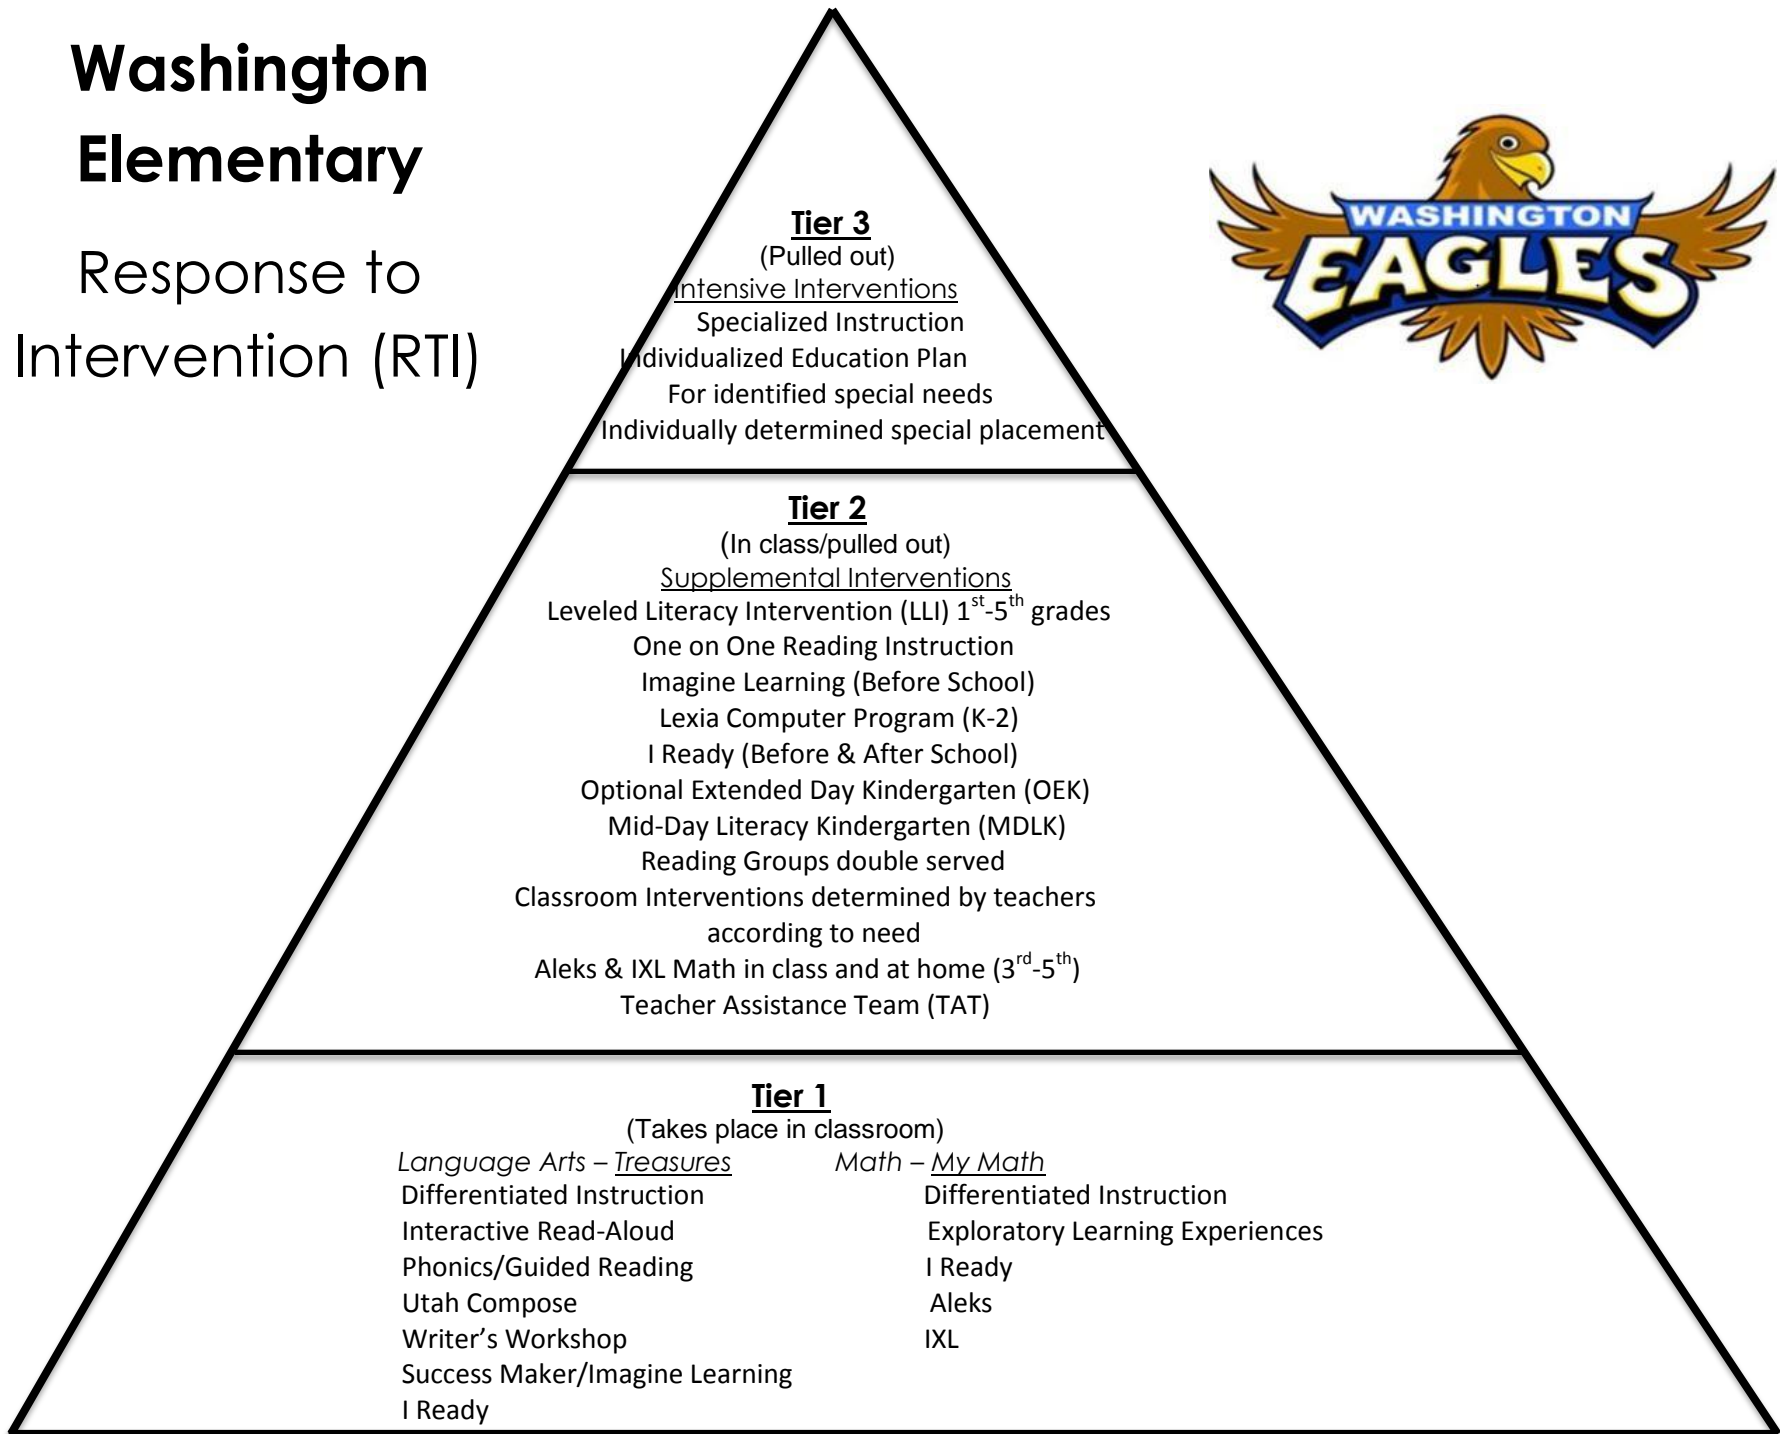 Washington
Elementary
Response to
Intervention (RTI)
WASHINGTON
EAGLES
Tier 3
(Pulled out)
Intensive Interventions
Specialized Instruction
Individualized Education Plan
For identified special needs
Individually determined special placement
Tier 2
(In class/pulled out)
Supplemental Interventions
Leveled Literacy Intervention (LLI) 1st-5th grades
One on One Reading Instruction
Imagine Learning (Before School)
Lexia Computer Program (K-2)
I Ready (Before & After School)
Optional Extended Day Kindergarten (OEK)
Mid-Day Literacy Kindergarten (MDLK)
Reading Groups double served
Classroom Interventions determined by teachers
according to need
Aleks & IXL Math in class and at home (3rd-5th)
Teacher Assistance Team (TAT)
Tier 1
(Takes place in classroom)
Language Arts – Treasures
Differentiated Instruction
Interactive Read-Aloud
Phonics/Guided Reading
Utah Compose
Writer's Workshop
Success Maker/Imagine Learning
I Ready
Math – My Math
Differentiated Instruction
Exploratory Learning Experiences
I Ready
Aleks
IXL